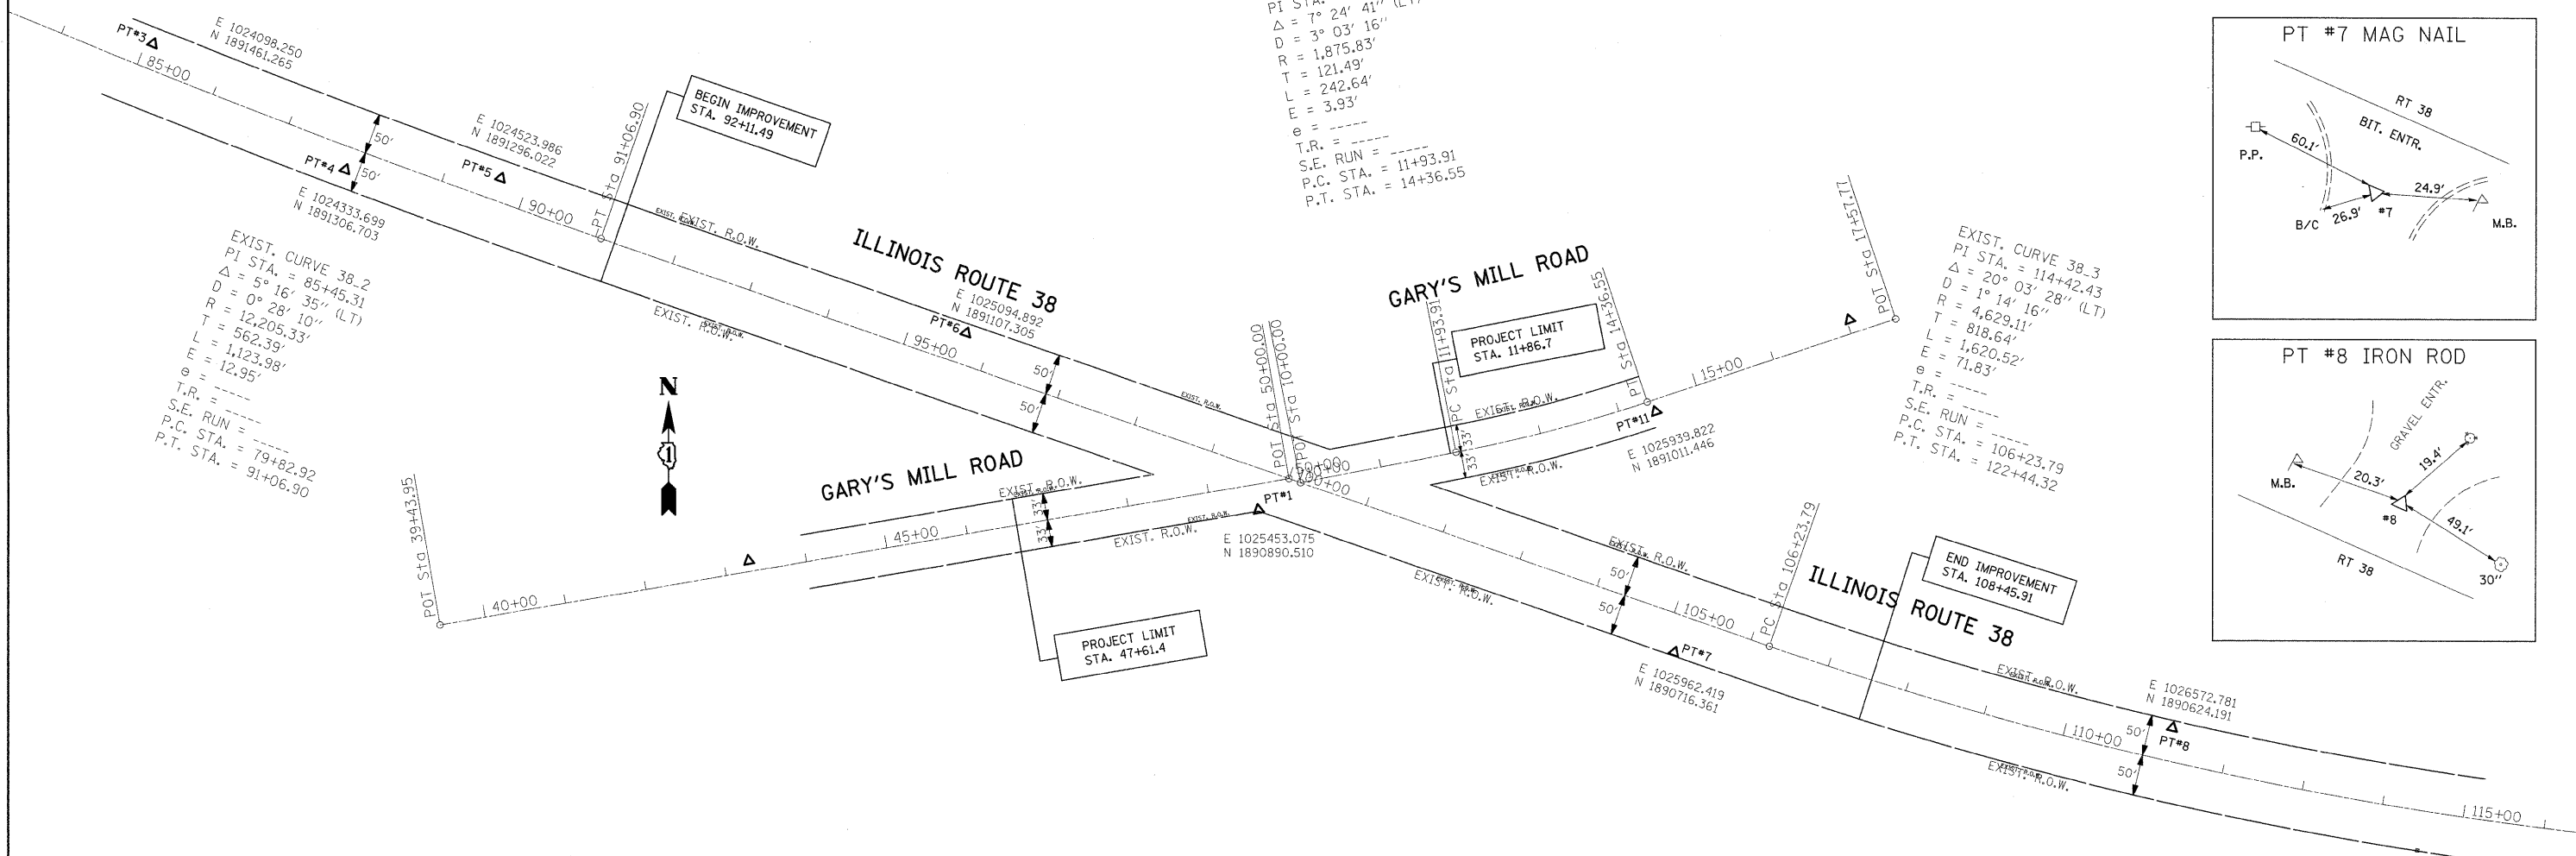 PT#3
E 1024098.250
N 1891461.265
85+00
50'
50'
PT#4
E 1024333.699
N 1891306.703
PT#5
E 1024523.986
N 1891296.022
90+00
PT Sta 91+06.90
BEGIN IMPROVEMENT
STA. 92+11.49
EXIST. CURVE 38_2
PI STA. = 85+45.31
Δ = 5° 16' 35" (LT)
D = 0° 28' 10"
R = 12,205.33'
T = 562.39'
L = 1,123.98'
E = 12.95'
e = -----
T.R. = -----
S.E. RUN = -----
P.C. STA. = 79+82.92
P.T. STA. = 91+06.90
EXIST. R.O.W.
EXIST. R.O.W.
ILLINOIS ROUTE 38
E 1025094.892
N 1891107.305
PT#6
95+00
50'
50'
N
PI STA.
Δ = 7° 24' 41" (LT)
D = 3° 03' 16"
R = 1,875.83'
T = 121.49'
L = 242.64'
E = 3.93'
e = -----
T.R. = -----
S.E. RUN = -----
P.C. STA. = 11+93.91
P.T. STA. = 14+36.55
GARY'S MILL ROAD
POT Sta 39+43.95
40+00
45+00
EXIST. R.O.W.
33'
33'
EXIST. R.O.W.
EXIST. R.O.W.
PROJECT LIMIT
STA. 47+61.4
EXIST. R.O.W.
POT Sta 50+00.00
POT Sta 10+00.00
50+00
100+00
PT#1
E 1025453.075
N 1890890.510
GARY'S MILL ROAD
PC Sta 11+93.91
PROJECT LIMIT
STA. 11+86.7
PT Sta 14+36.55
EXIST. R.O.W.
33'
33'
EXIST. R.O.W.
PT#11
E 1025939.822
N 1891011.446
15+00
POT Sta 17+57.77
EXIST. CURVE 38_3
PI STA. = 114+42.43
Δ = 20° 03' 28" (LT)
D = 1° 14' 16"
R = 4,629.11'
T = 818.64'
L = 1,620.52'
E = 71.83'
e = -----
T.R. = -----
S.E. RUN = -----
P.C. STA. = 106+23.79
P.T. STA. = 122+44.32
EXIST. R.O.W.
EXIST. R.O.W.
50'
50'
105+00
PC Sta 106+23.79
PT#7
E 1025962.419
N 1890716.361
ILLINOIS ROUTE 38
END IMPROVEMENT
STA. 108+45.91
EXIST. R.O.W.
E 1026572.781
N 1890624.191
PT#8
110+00
50'
50'
EXIST. R.O.W.
115+00
PT #7 MAG NAIL
RT 38
BIT. ENTR.
60.1'
P.P.
24.9'
B/C
26.9'
#7
M.B.
PT #8 IRON ROD
GRAVEL ENTR.
19.4'
20.3'
M.B.
#8
49.1'
RT 38
30"